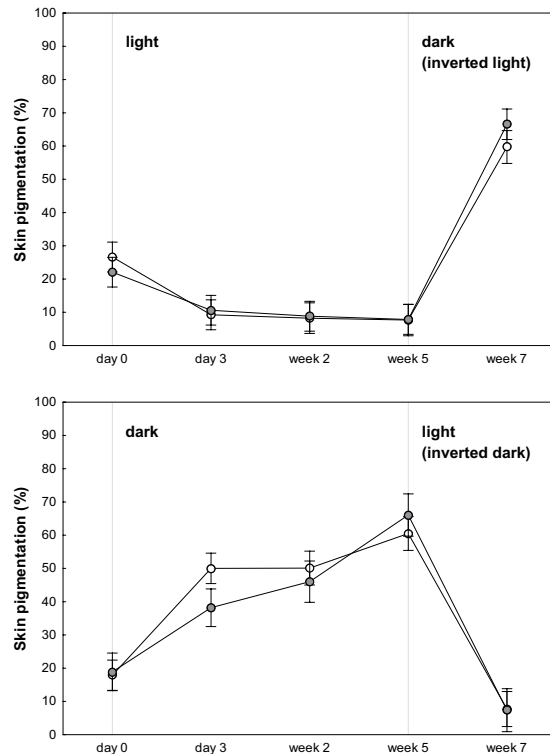 100
90
80
70
60
50
40
30
20
10
0
Skin pigmentation (%)
light
dark
(inverted light)
day 0 day 3 week 2 week 5 week 7
100
90
80
70
60
50
40
30
20
10
0
Skin pigmentation (%)
dark
light
(inverted dark)
day 0 day 3 week 2 week 5 week 7